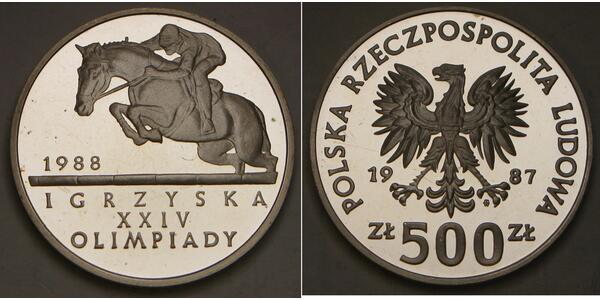 1988
IGRZYSKA
XXIV
OLIMPIADY
POLSKA RZECZPOSPOLITA LUDOWA
19 87
ZŁ 500 ZŁ